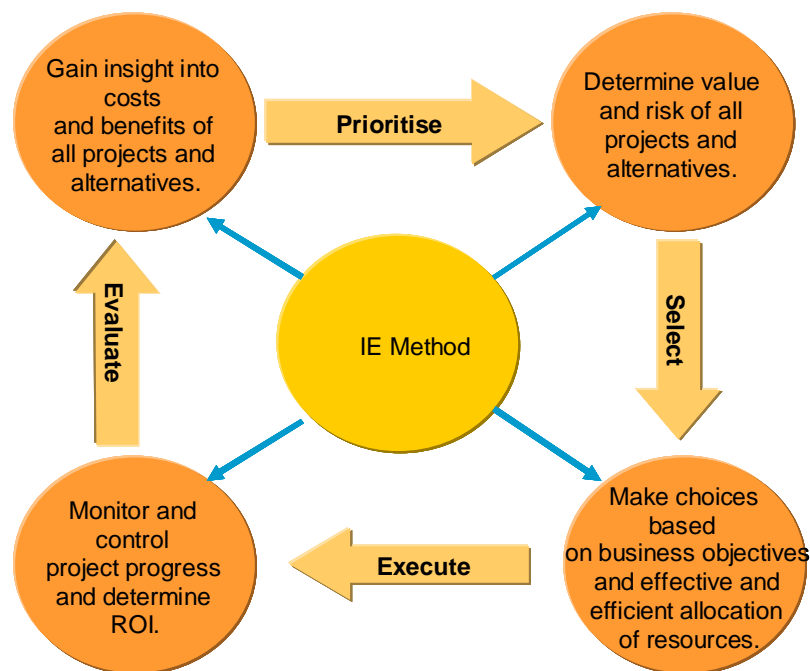 Gain insight into
costs
and benefits of
all projects and
alternatives.
Prioritise
Determine value
and risk of all
projects and
alternatives.
Evaluate
IE Method
Select
Monitor and
control
project progress
and determine
ROI.
Execute
Make choices
based
on business objectives
and effective and
efficient allocation
of resources.